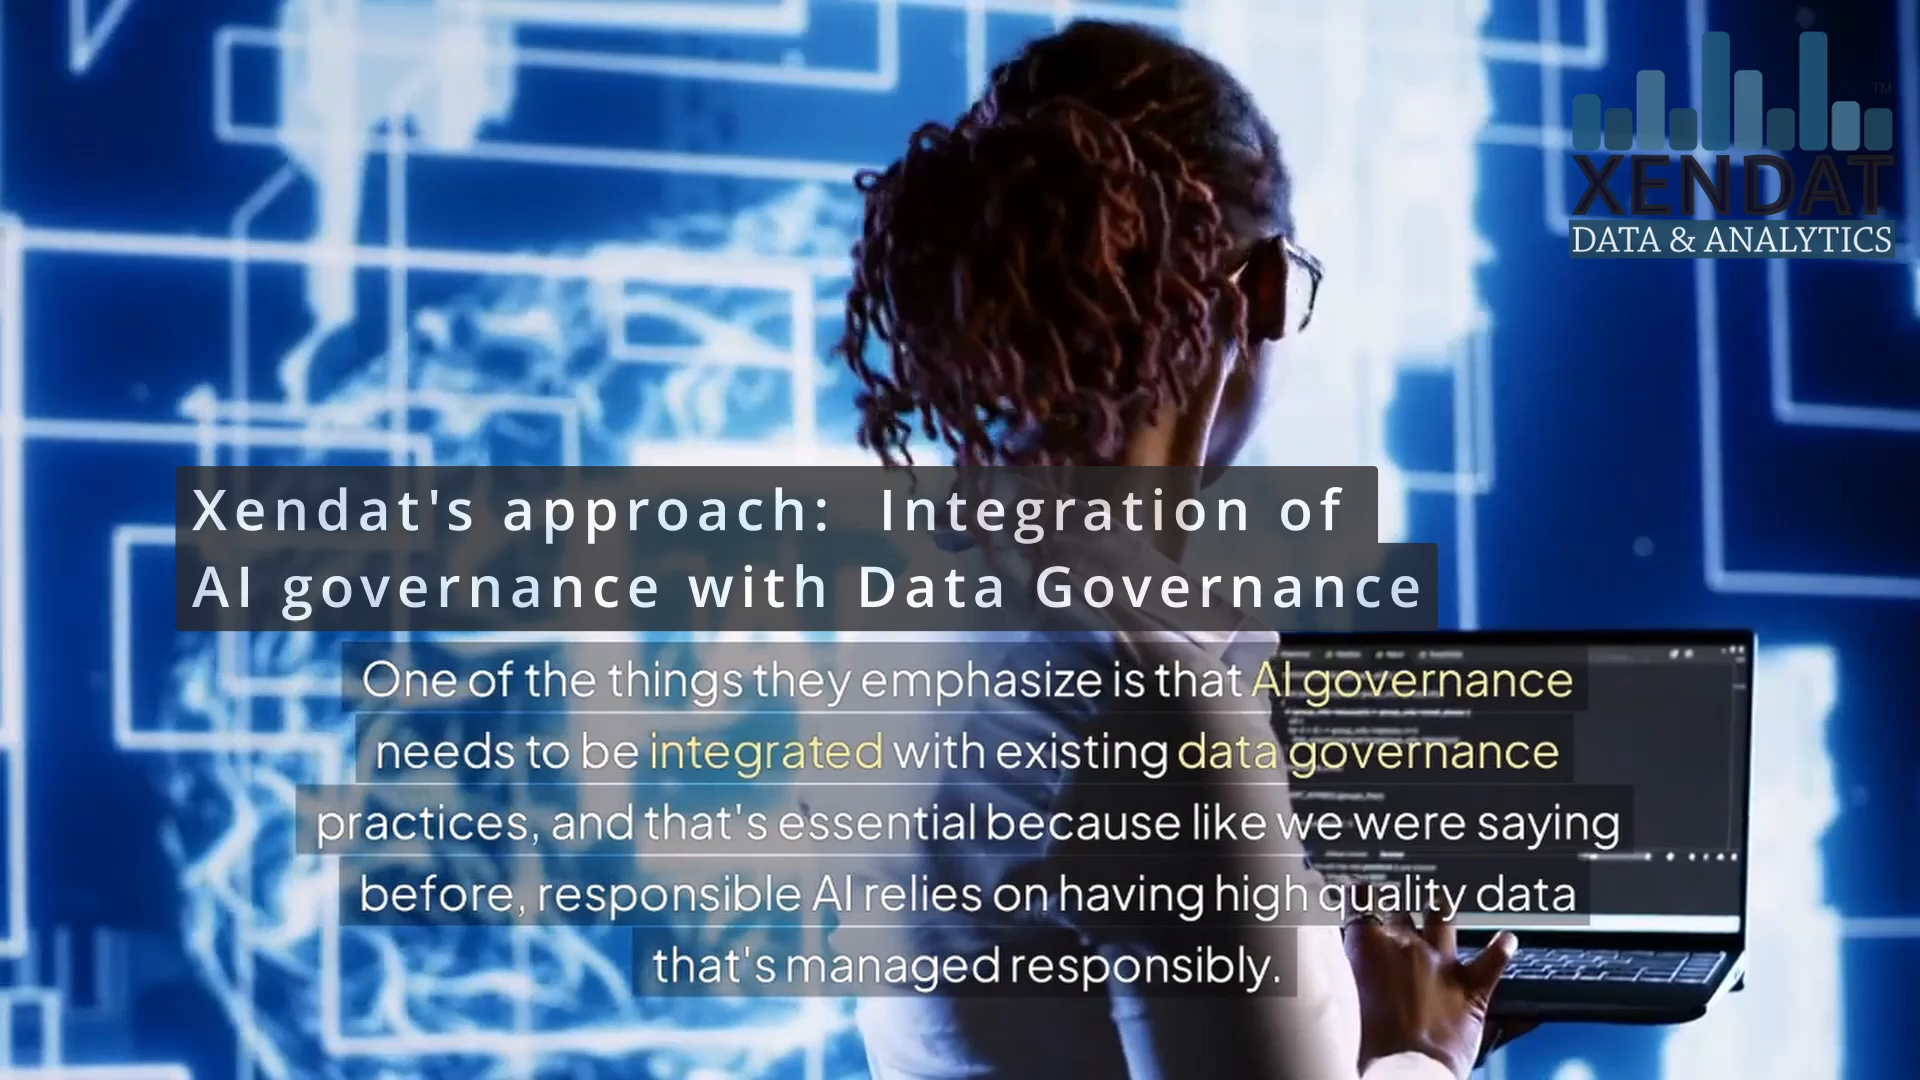 TM
XENDAT
DATA & ANALYTICS
Xendat's approach:  Integration of
AI governance with Data Governance
One of the things they emphasize is that AI governance
needs to be integrated with existing data governance
practices, and that's essential because like we were saying
before, responsible AI relies on having high quality data
that's managed responsibly.